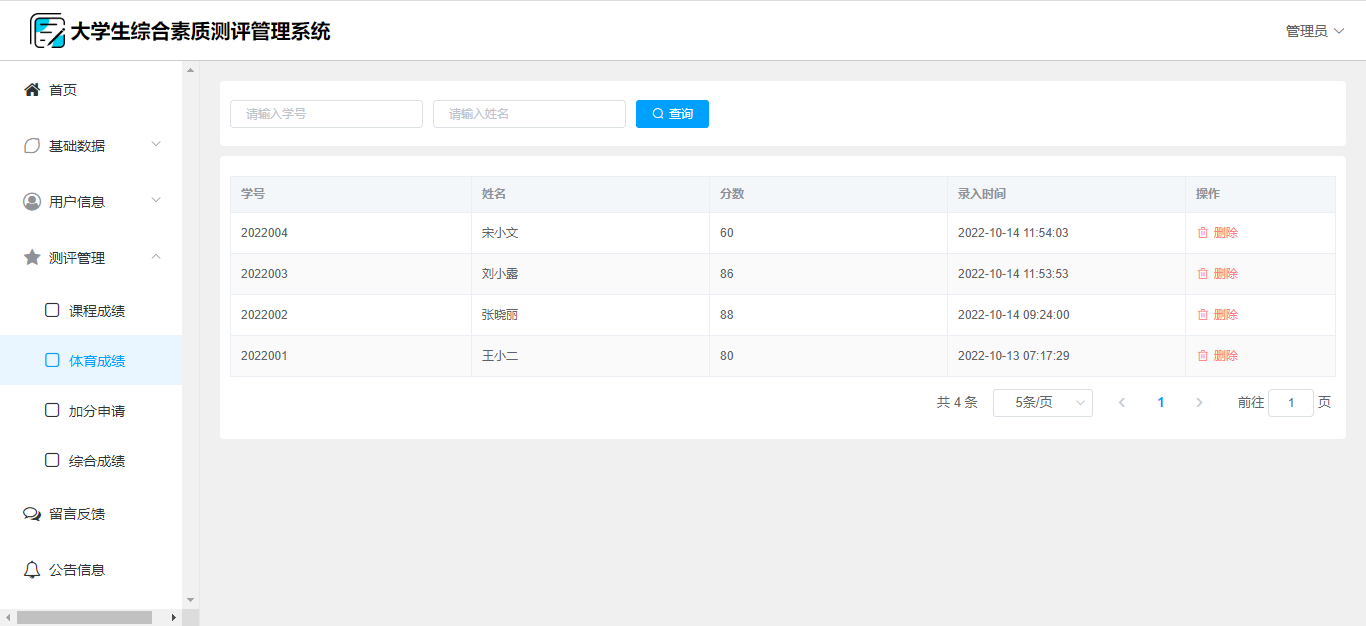 大学生综合素质测评管理系统
管理员
首页
基础数据
用户信息
测评管理
课程成绩
体育成绩
加分申请
综合成绩
留言反馈
公告信息
请输入学号 请输入姓名 查询
学号 姓名 分数 录入时间 操作
2022004 宋小文 60 2022-10-14 11:54:03 删除
2022003 刘小露 86 2022-10-14 11:53:53 删除
2022002 张晓丽 88 2022-10-14 09:24:00 删除
2022001 王小二 80 2022-10-13 07:17:29 删除
共 4 条 5条/页 1 前往 1 页